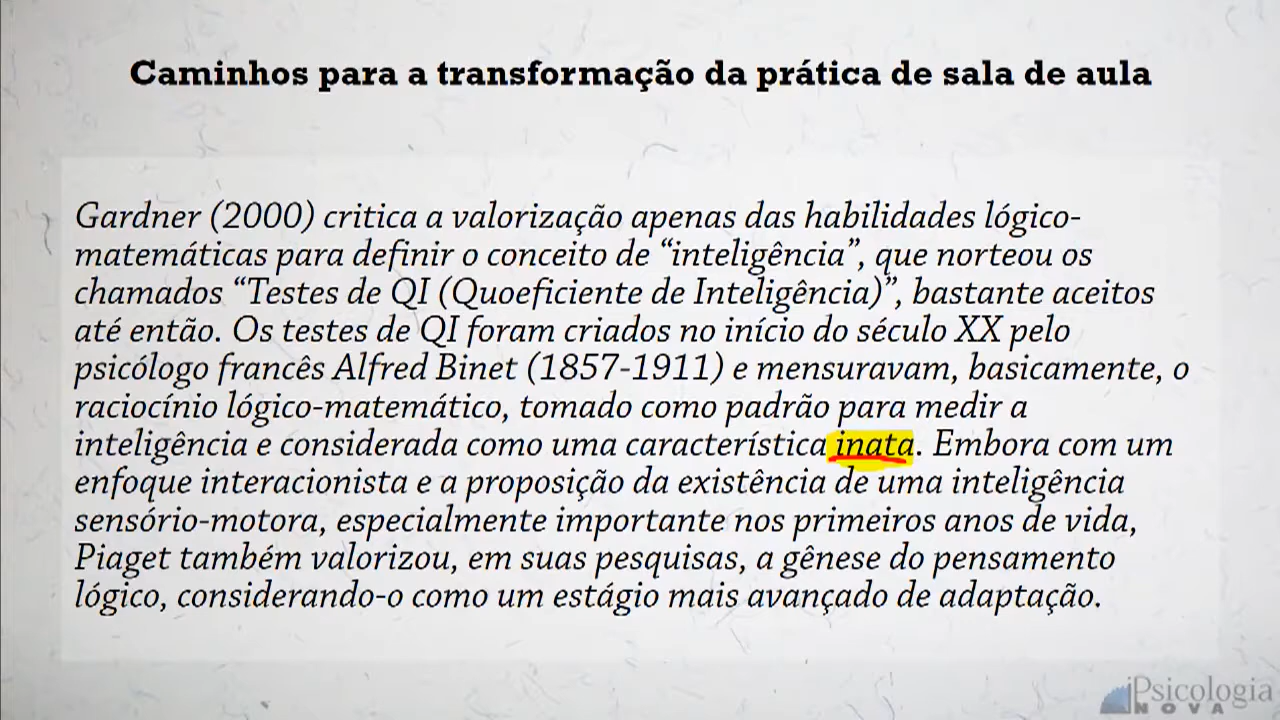 Caminhos para a transformação da prática de sala de aula
Gardner (2000) critica a valorização apenas das habilidades lógico-
matemáticas para definir o conceito de “inteligência”, que norteou os
chamados “Testes de QI (Quoeficiente de Inteligência)”, bastante aceitos
até então. Os testes de QI foram criados no início do século XX pelo
psicólogo francês Alfred Binet (1857-1911) e mensuravam, basicamente, o
raciocínio lógico-matemático, tomado como padrão para medir a
inteligência e considerada como uma característica inata. Embora com um
enfoque interacionista e a proposição da existência de uma inteligência
sensório-motora, especialmente importante nos primeiros anos de vida,
Piaget também valorizou, em suas pesquisas, a gênese do pensamento
lógico, considerando-o como um estágio mais avançado de adaptação.
Psicologia
NOVA